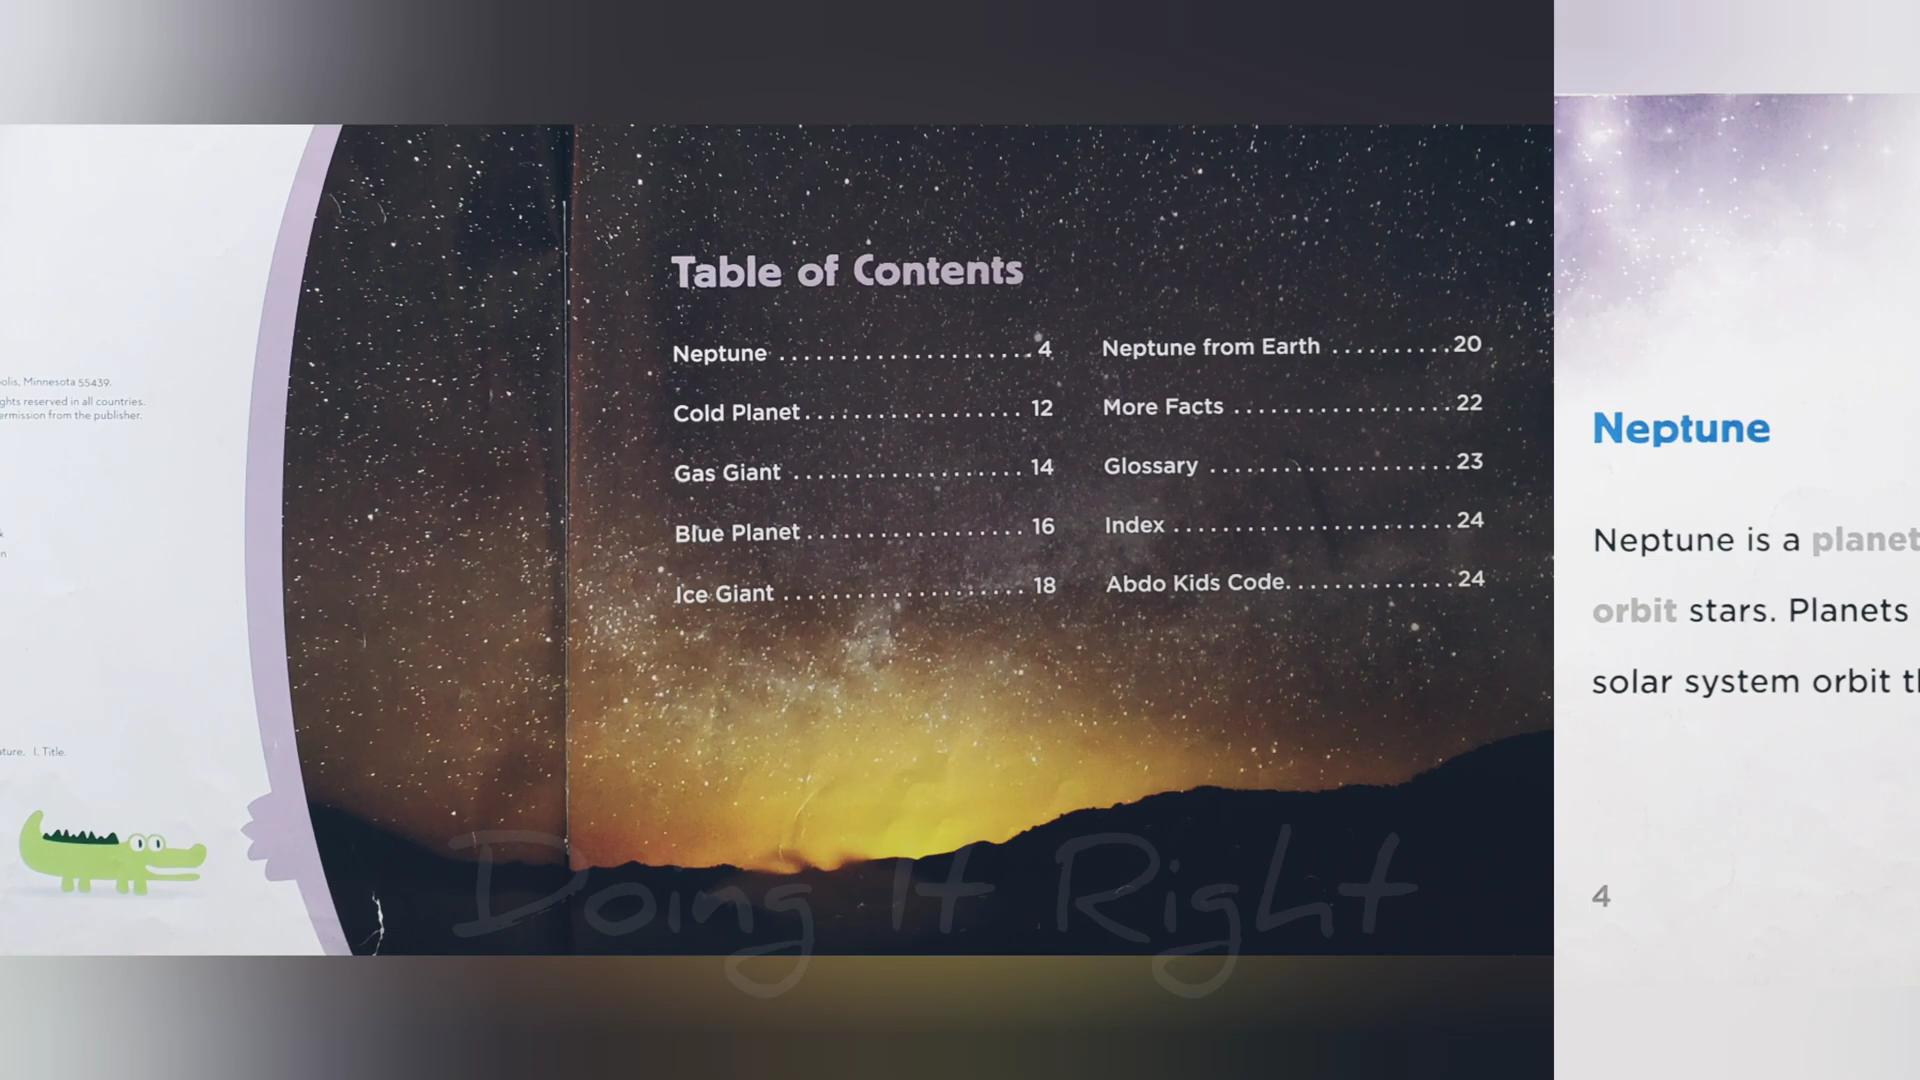 olis, Minnesota 55439.
ghts reserved in all countries.
ermission from the publisher.
ature. I. Title.
Table of Contents
Neptune 4
Cold Planet 12
Gas Giant 14
Blue Planet 16
Ice Giant 18
Neptune from Earth 20
More Facts 22
Glossary 23
Index 24
Abdo Kids Code 24
Neptune
Neptune is a planet
orbit stars. Planets
solar system orbit
4
Doing It Right